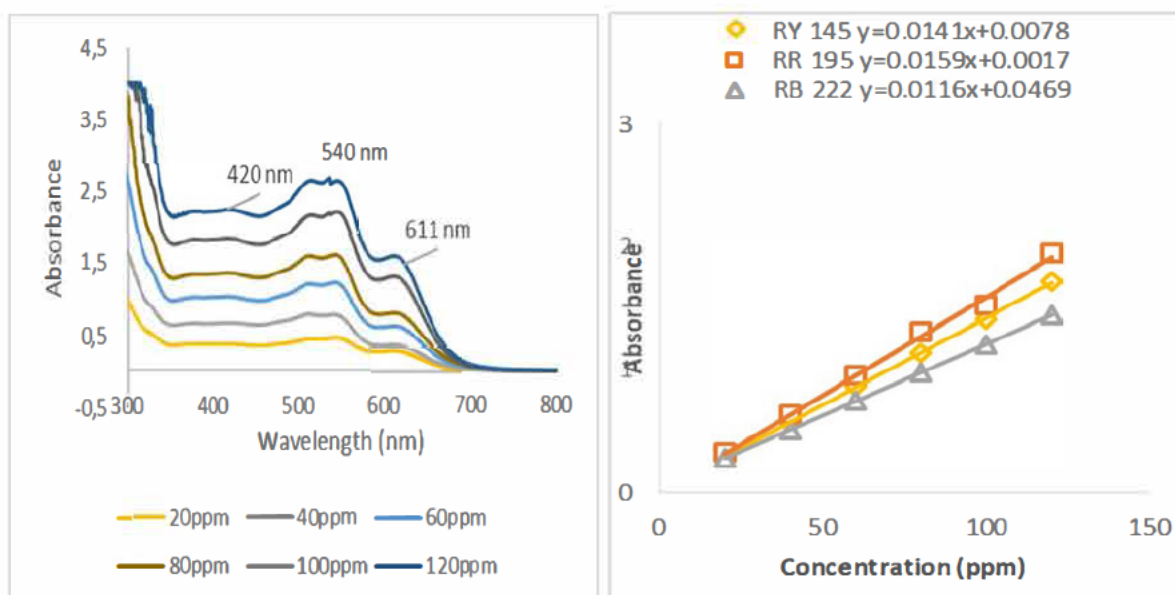 4,5
3,5
2,5
1,5
0,5
-0,5
Absorbance
420 nm
540 nm
611 nm
300 400 500 600 700 800
Wavelength (nm)
20ppm 40ppm 60ppm
80ppm 100ppm 120ppm
RY 145 y=0.0141x+0.0078
RR 195 y=0.0159x+0.0017
RB 222 y=0.0116x+0.0469
3
2
1
0
Absorbance
0 50 100 150
Concentration (ppm)